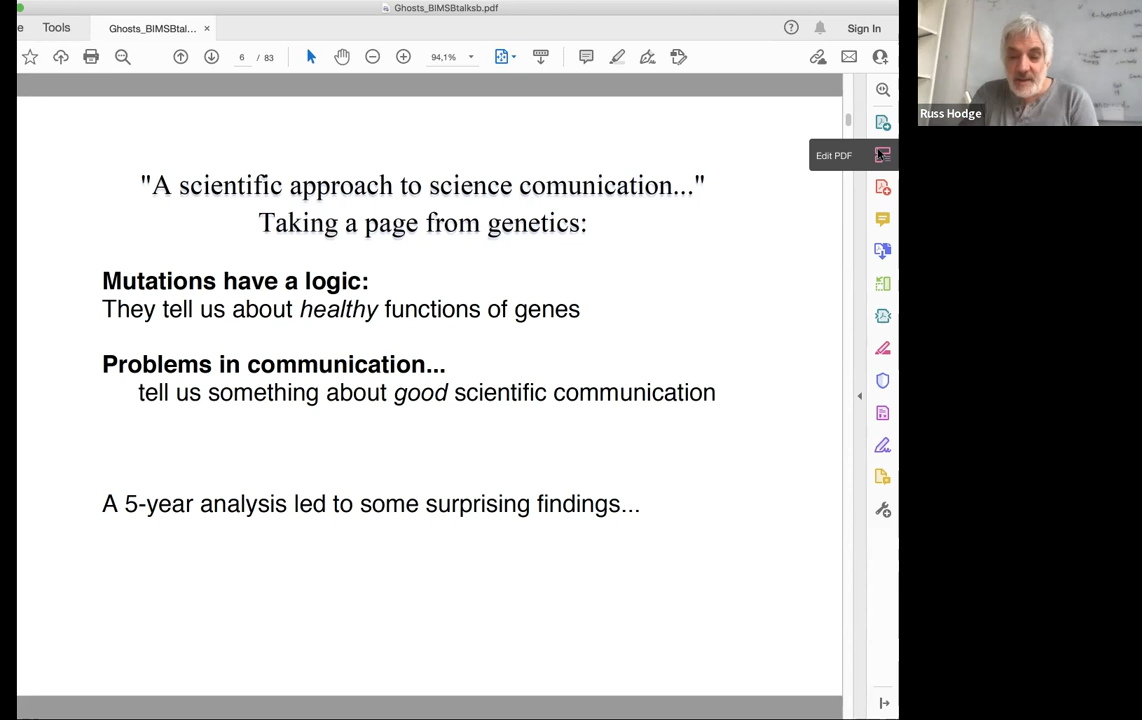 Ghosts_BIMSBtalksb.pdf
e
Tools
Ghosts_BIMSBtal...
Sign In
6 / 83
94,1%
Russ Hodge
Edit PDF
"A scientific approach to science comunication..."
Taking a page from genetics:
Mutations have a logic:
They tell us about healthy functions of genes
Problems in communication...
tell us something about good scientific communication
A 5-year analysis led to some surprising findings...